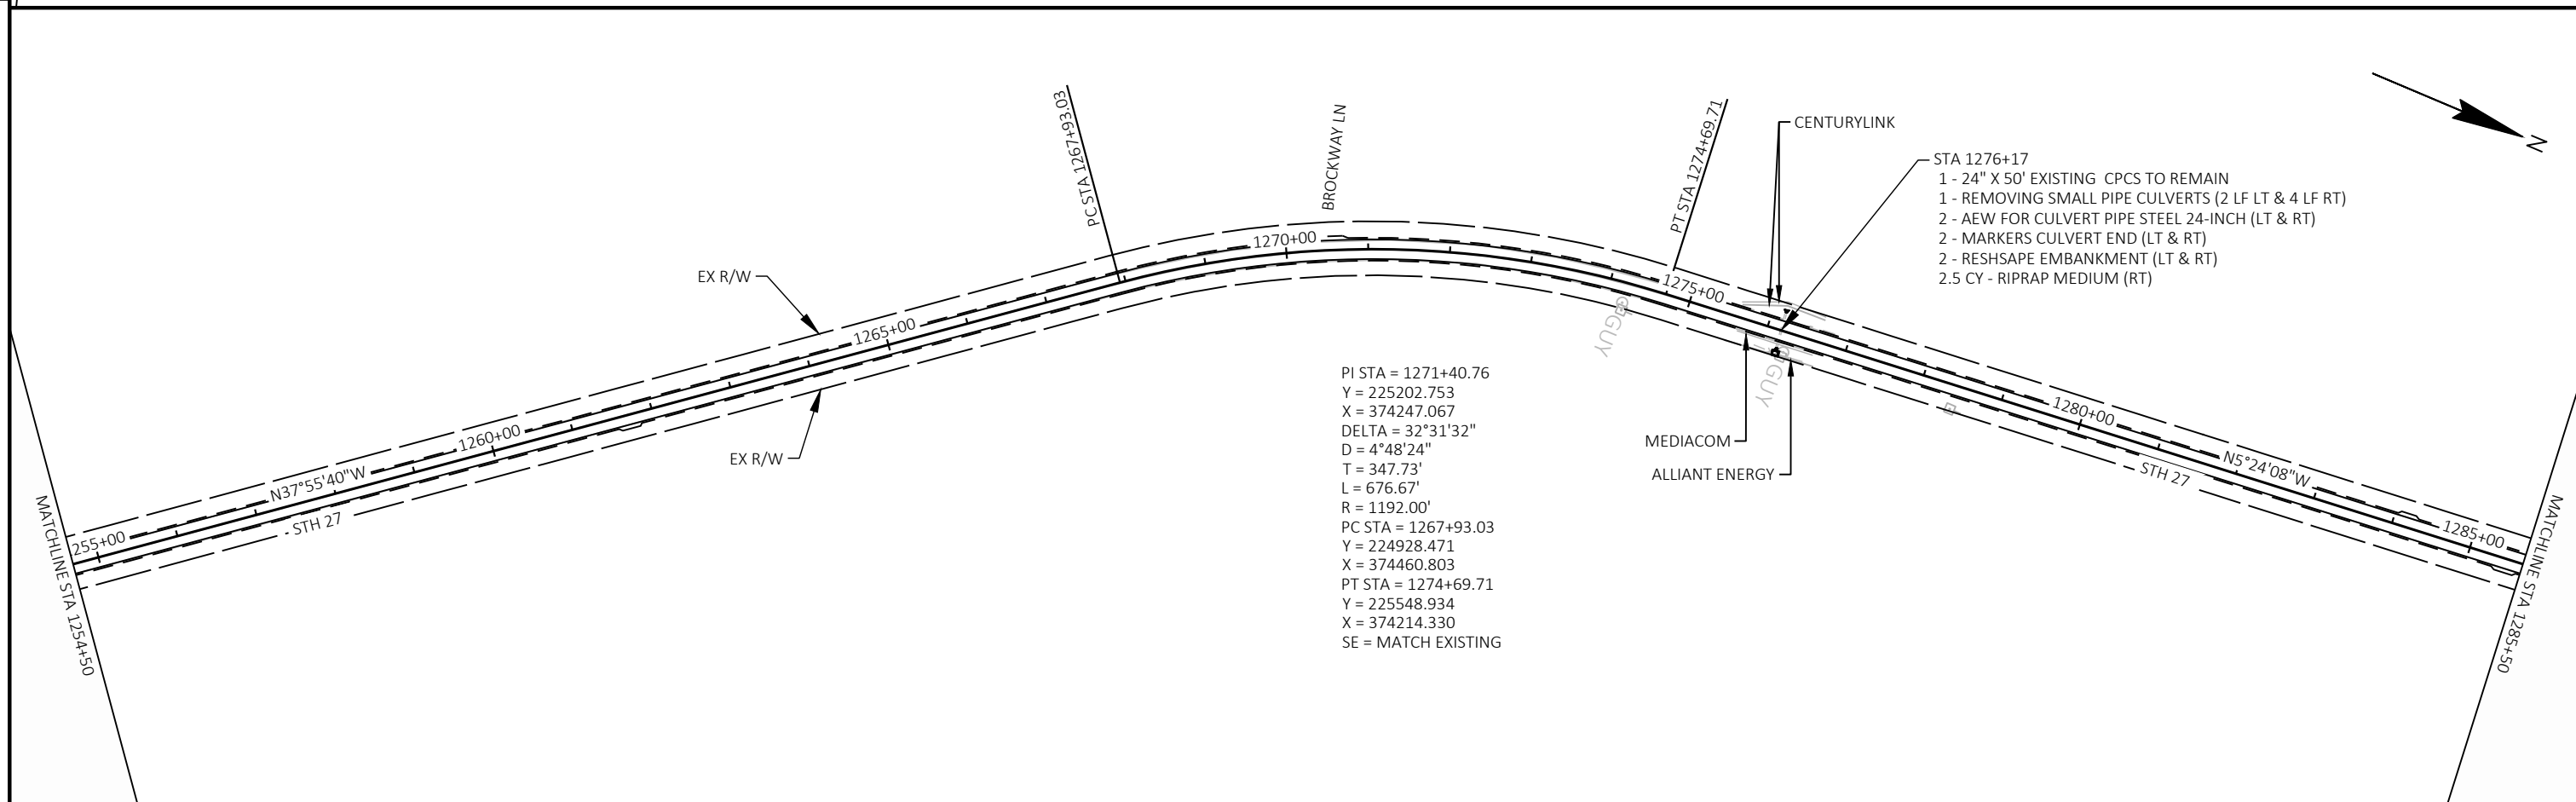 PC STA 1267+93.03
BROCKWAY LN
PT STA 1274+69.71
CENTURYLINK
N
STA 1276+17
1 - 24" X 50' EXISTING CPCS TO REMAIN
1 - REMOVING SMALL PIPE CULVERTS (2 LF LT & 4 LF RT)
2 - AEW FOR CULVERT PIPE STEEL 24-INCH (LT & RT)
2 - MARKERS CULVERT END (LT & RT)
2 - RESHSAPE EMBANKMENT (LT & RT)
2.5 CY - RIPRAP MEDIUM (RT)
EX R/W
EX R/W
MATCHLINE STA 1254+50
255+00
N37°55'40"W
STH 27
1260+00
1265+00
1270+00
1275+00
GUY
GUY
MEDIACOM
ALLIANT ENERGY
1280+00
STH 27
N5°24'08"W
1285+00
MATCHLINE STA 1285+50
PI STA = 1271+40.76
Y = 225202.753
X = 374247.067
DELTA = 32°31'32"
D = 4°48'24"
T = 347.73'
L = 676.67'
R = 1192.00'
PC STA = 1267+93.03
Y = 224928.471
X = 374460.803
PT STA = 1274+69.71
Y = 225548.934
X = 374214.330
SE = MATCH EXISTING